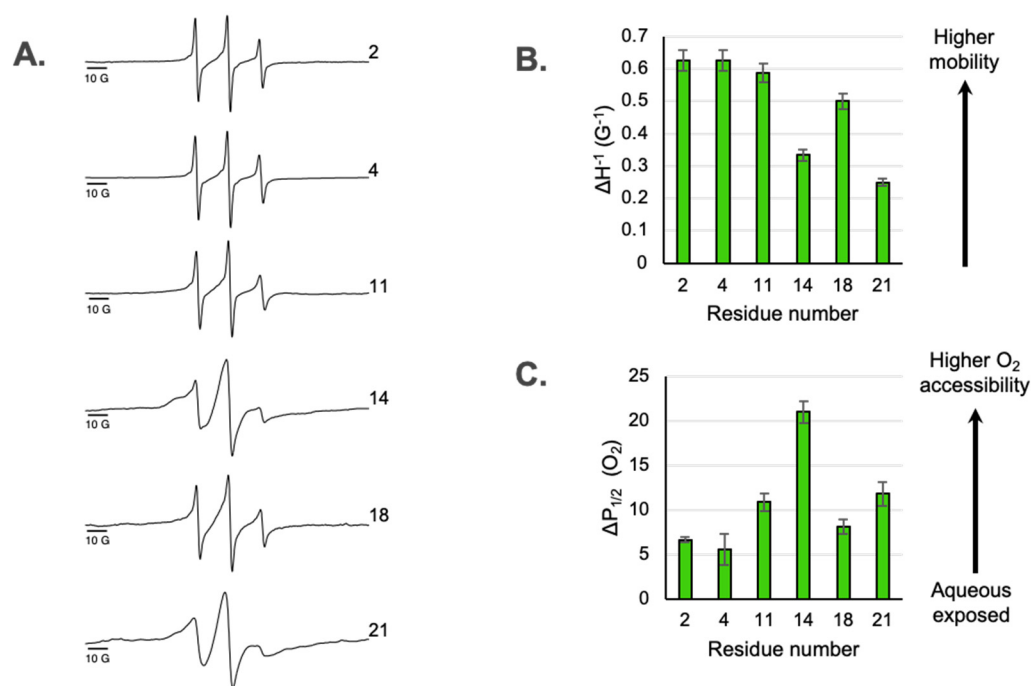 A.
2
10 G
4
10 G
11
10 G
14
10 G
18
10 G
21
10 G
B.
ΔH⁻¹ (G⁻¹)
0.7
0.6
0.5
0.4
0.3
0.2
0.1
0
2 4 11 14 18 21
Residue number
Higher
mobility
C.
ΔP₁/₂ (O₂)
25
20
15
10
5
0
2 4 11 14 18 21
Residue number
Higher O₂
accessibility
Aqueous
exposed